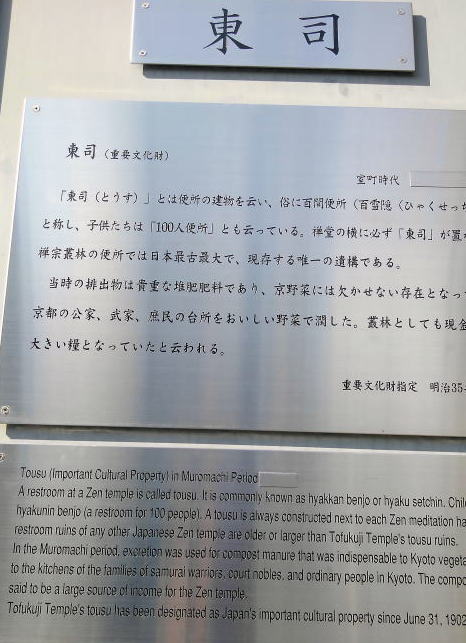 東司
東司（重要文化財）
室町時代
「東司（とうす）」とは便所の建物を云い、俗に百間便所（百雪隠（ひゃくせっち
と称し、子供たちは「100人便所」とも云っている。禅堂の横に必ず「東司」が置か
禅宗叢林の便所では日本最古最大で、現存する唯一の遺構である。
当時の排出物は貴重な堆肥肥料であり、京野菜には欠かせない存在となっ
京都の公家、武家、庶民の台所をおいしい野菜で潤した。叢林としても現金
大きい糧となっていたと云われる。
重要文化財指定 明治35
Tousu (Important Cultural Property) in Muromachi Period
A restroom at a Zen temple is called tousu. It is commonly known as hyakkan benjo or hyaku setchin. Chil
hyakunin benjo (a restroom for 100 people). A tousu is always constructed next to each Zen meditation ha
restroom ruins of any other Japanese Zen temple are older or larger than Tofukuji Temple's tousu ruins.
In the Muromachi period, excretion was used for compost manure that was indispensable to Kyoto vegeta
to the kitchens of the families of samurai warriors, court nobles, and ordinary people in Kyoto. The compo
said to be a large source of income for the Zen temple.
Tofukuji Temple's tousu has been designated as Japan's important cultural property since June 31, 1902